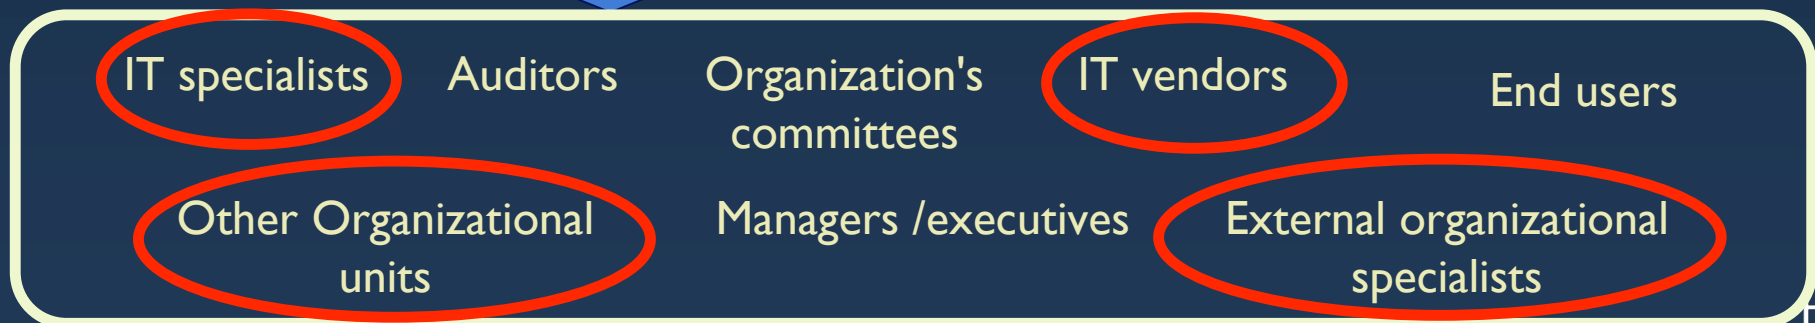 IT specialists
Auditors
Organization's
committees
IT vendors
End users
Other Organizational
units
Managers /executives
External organizational
specialists